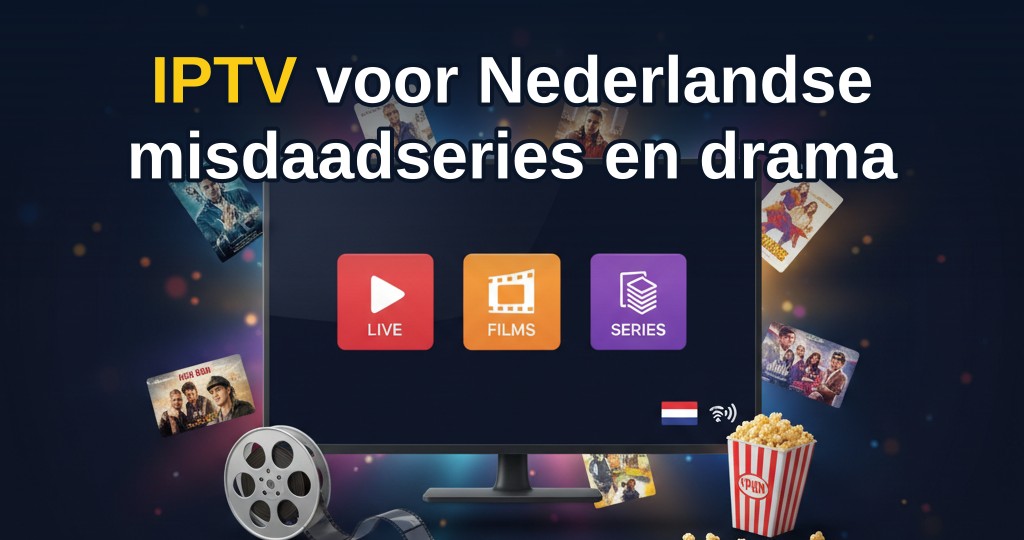 IPTV voor Nederlandse
misdaadseries en drama
LIVE
FILMS
SERIES